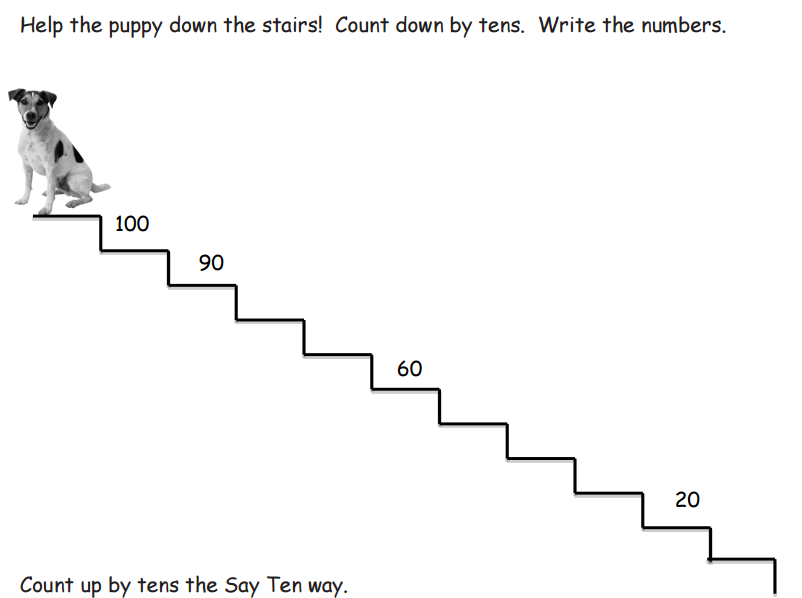 Help the puppy down the stairs! Count down by tens. Write the numbers.
100
90
60
20
Count up by tens the Say Ten way.